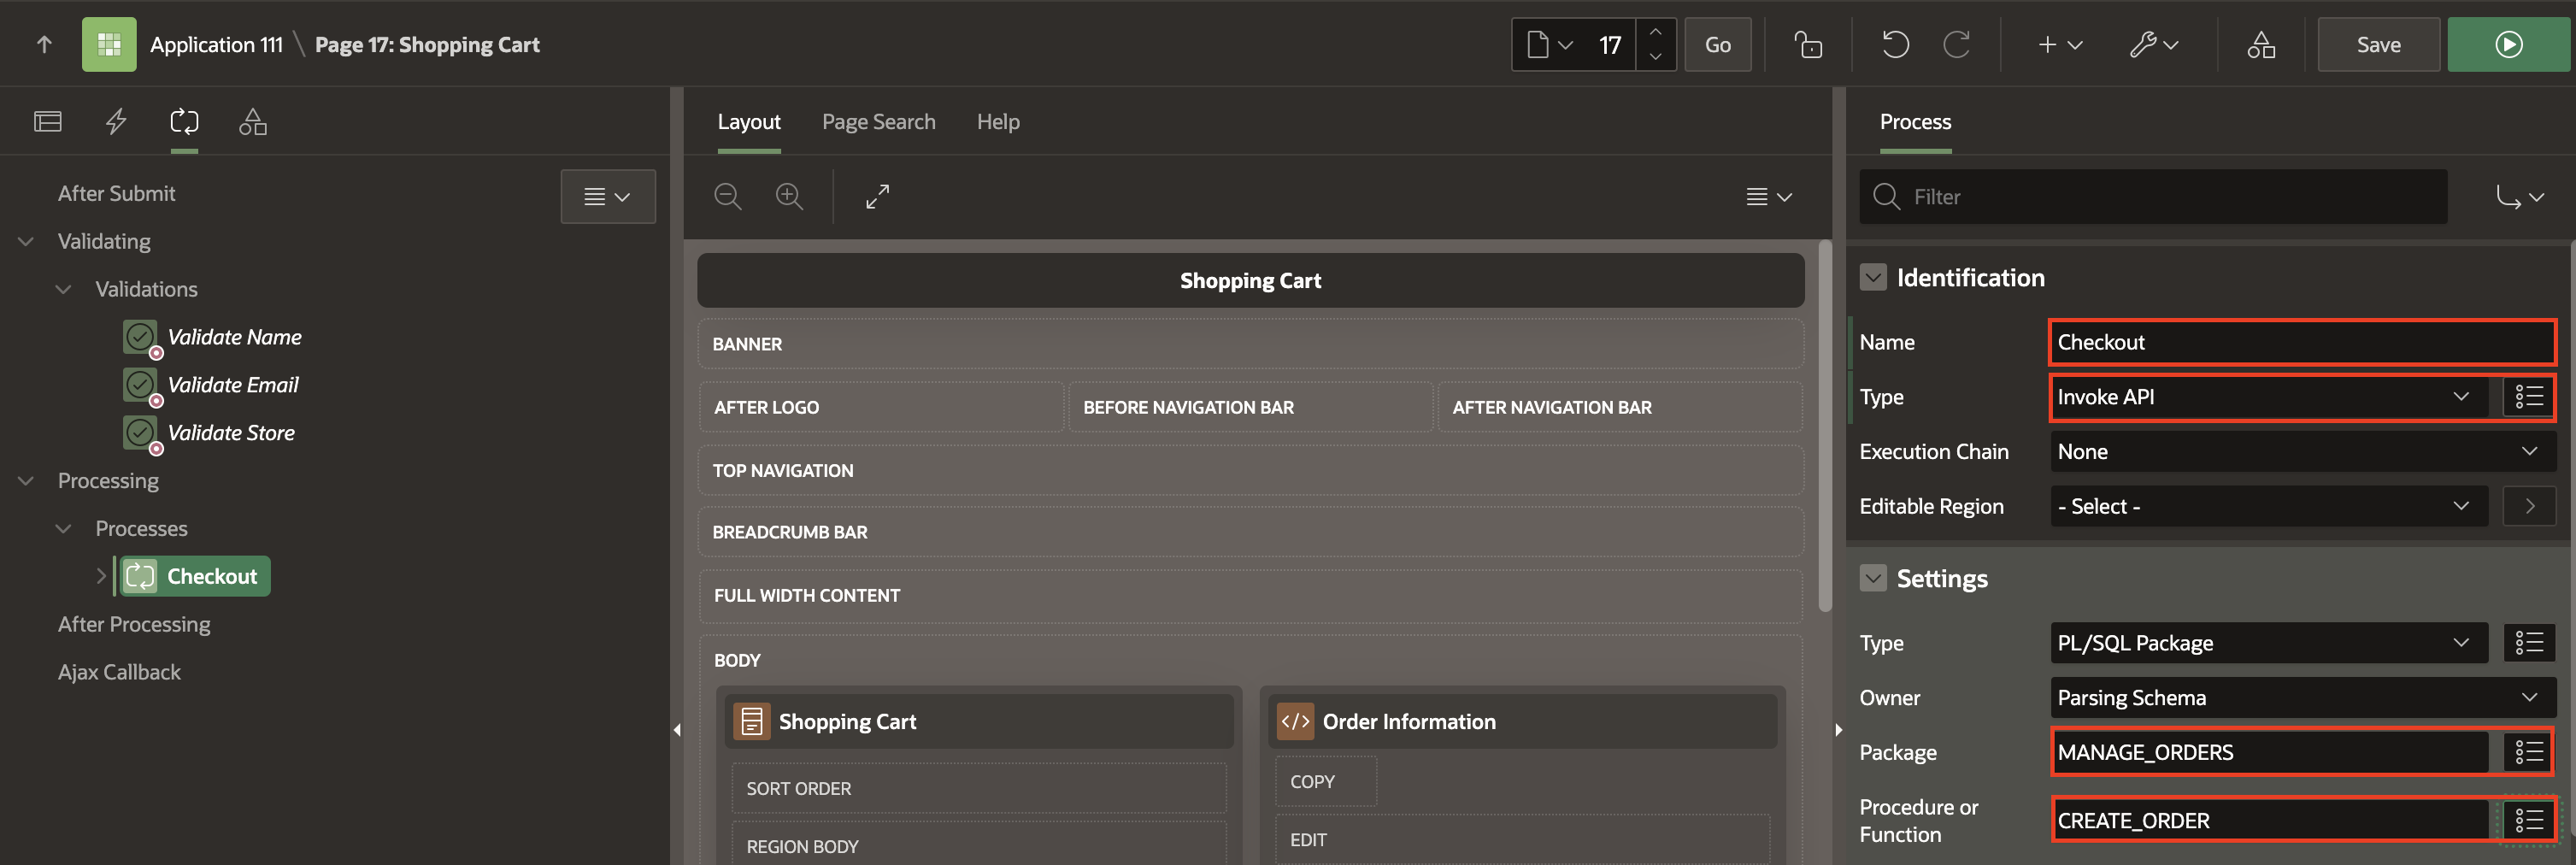 Application 111 \ Page 17: Shopping Cart
17
Go
Save
After Submit
Validating
Validations
Validate Name
Validate Email
Validate Store
Processing
Processes
Checkout
After Processing
Ajax Callback
Layout
Page Search
Help
Shopping Cart
BANNER
AFTER LOGO
BEFORE NAVIGATION BAR
AFTER NAVIGATION BAR
TOP NAVIGATION
BREADCRUMB BAR
FULL WIDTH CONTENT
BODY
Shopping Cart
SORT ORDER
REGION BODY
Order Information
COPY
EDIT
Process
Filter
Identification
Name Checkout
Type Invoke API
Execution Chain None
Editable Region - Select -
Settings
Type PL/SQL Package
Owner Parsing Schema
Package MANAGE_ORDERS
Procedure or
Function CREATE_ORDER